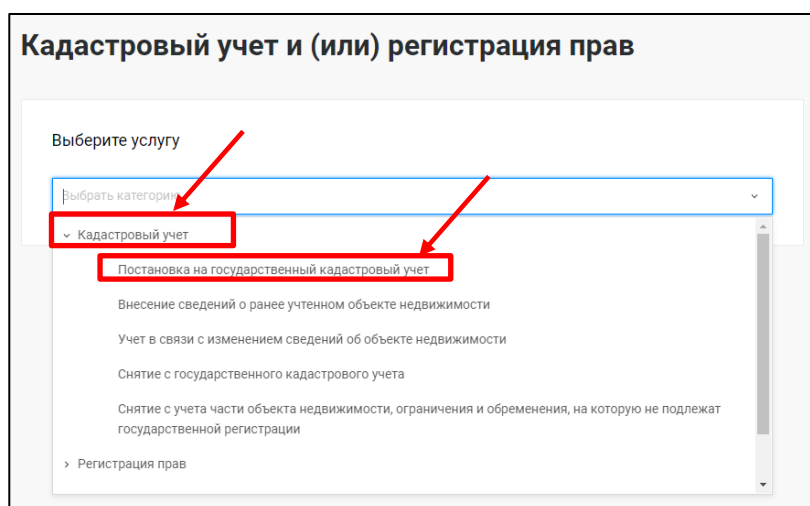 Кадастровый учет и (или) регистрация прав
Выберите услугу
Выбрать категорию
Кадастровый учет
Постановка на государственный кадастровый учет
Внесение сведений о ранее учтенном объекте недвижимости
Учет в связи с изменением сведений об объекте недвижимости
Снятие с государственного кадастрового учета
Снятие с учета части объекта недвижимости, ограничения и обременения, на которую не подлежат
государственной регистрации
Регистрация прав